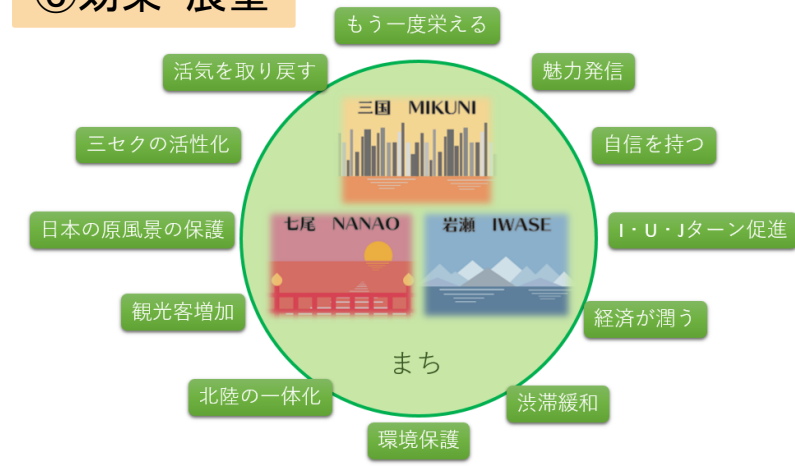 効果 展望
もう一度栄える
活気を取り戻す
魅力発信
三国 MIKUNI
三セクの活性化
自信を持つ
七尾 NANAO
岩瀬 IWASE
日本の原風景の保護
I・U・Jターン促進
観光客増加
経済が潤う
まち
北陸の一体化
渋滞緩和
環境保護